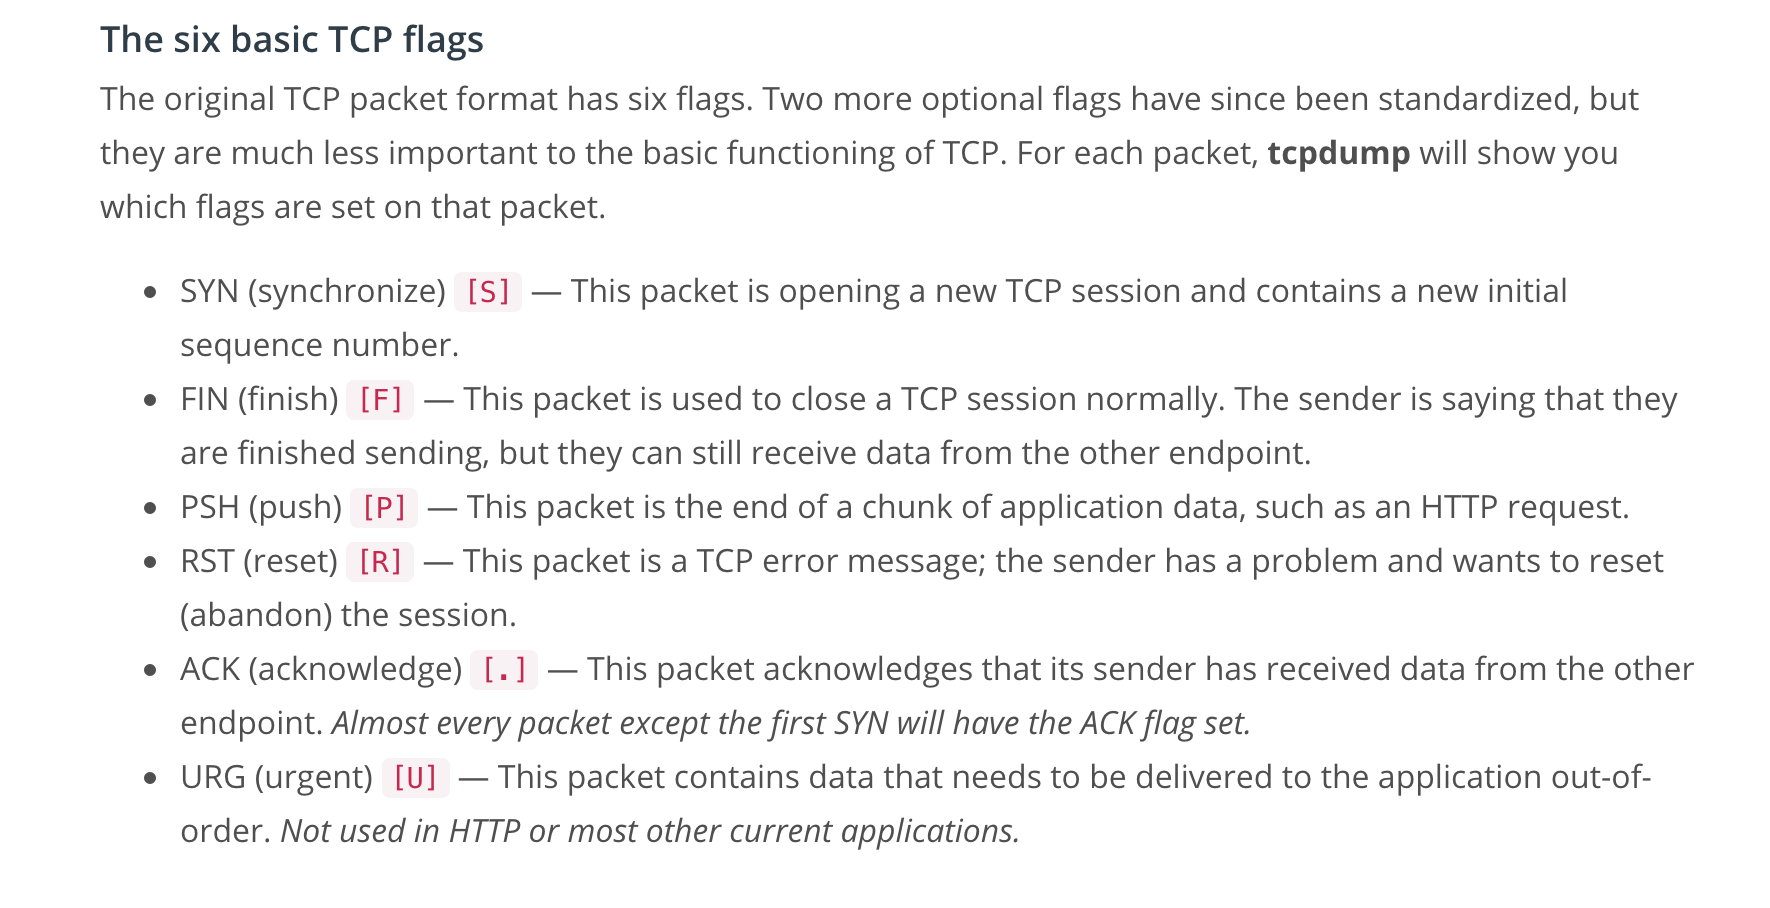 The six basic TCP flags
The original TCP packet format has six flags. Two more optional flags have since been standardized, but
they are much less important to the basic functioning of TCP. For each packet, tcpdump will show you
which flags are set on that packet.
• SYN (synchronize) [S] — This packet is opening a new TCP session and contains a new initial
sequence number.
• FIN (finish) [F] — This packet is used to close a TCP session normally. The sender is saying that they
are finished sending, but they can still receive data from the other endpoint.
• PSH (push) [P] — This packet is the end of a chunk of application data, such as an HTTP request.
• RST (reset) [R] — This packet is a TCP error message; the sender has a problem and wants to reset
(abandon) the session.
• ACK (acknowledge) [.] — This packet acknowledges that its sender has received data from the other
endpoint. Almost every packet except the first SYN will have the ACK flag set.
• URG (urgent) [U] — This packet contains data that needs to be delivered to the application out-of-
order. Not used in HTTP or most other current applications.